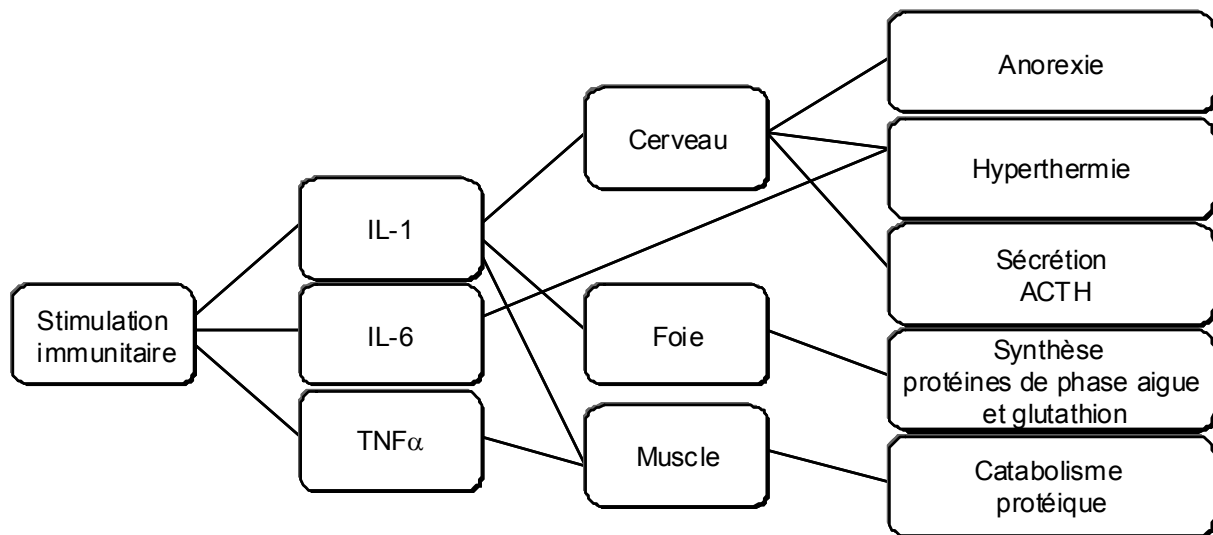 Stimulation
immunitaire
IL-1
IL-6
TNFα
Cerveau
Foie
Muscle
Anorexie
Hyperthermie
Sécrétion
ACTH
Synthèse
protéines de phase aigue
et glutathion
Catabolisme
protéique